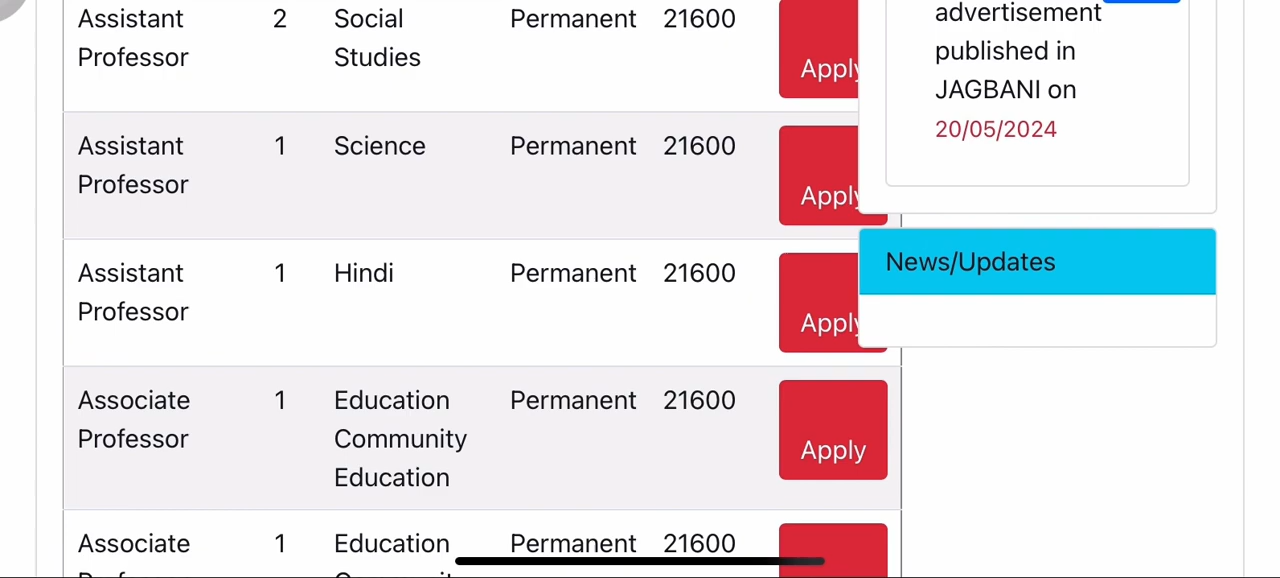 Assistant 2 Social Permanent 21600
Professor Studies
Apply
Assistant 1 Science Permanent 21600
Professor
Apply
Assistant 1 Hindi Permanent 21600
Professor
Apply
Associate 1 Education Permanent 21600
Professor Community
Education
Apply
Associate 1 Education Permanent 21600
advertisement
published in
JAGBANI on
20/05/2024
News/Updates